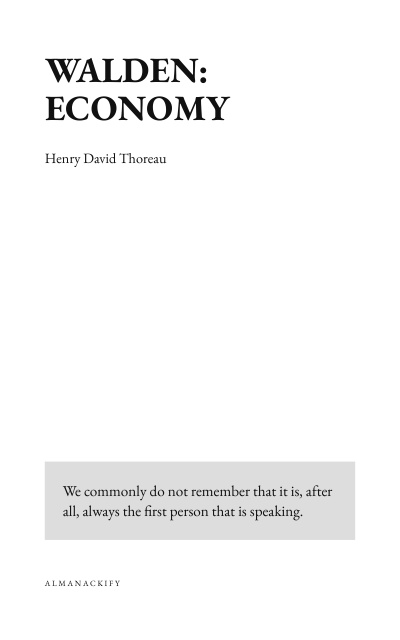 WALDEN:
ECONOMY
Henry David Thoreau
We commonly do not remember that it is, after
all, always the first person that is speaking.
ALMANACKIFY